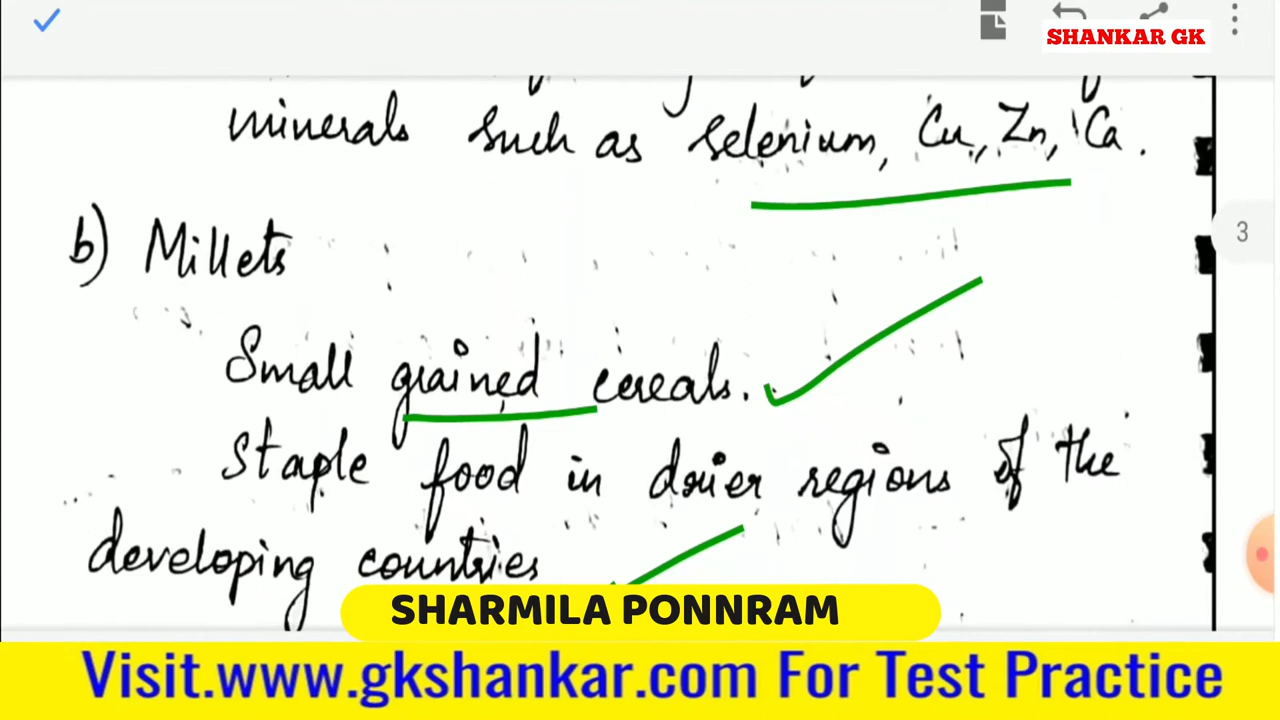 SHANKAR GK
minerals such as selenium, Cu, Zn, Ca.
3
b) Millets
Small grained cereals.
Staple food in drier regions of the
developing countries
SHARMILA PONNRAM
Visit.www.gkshankar.com For Test Practice